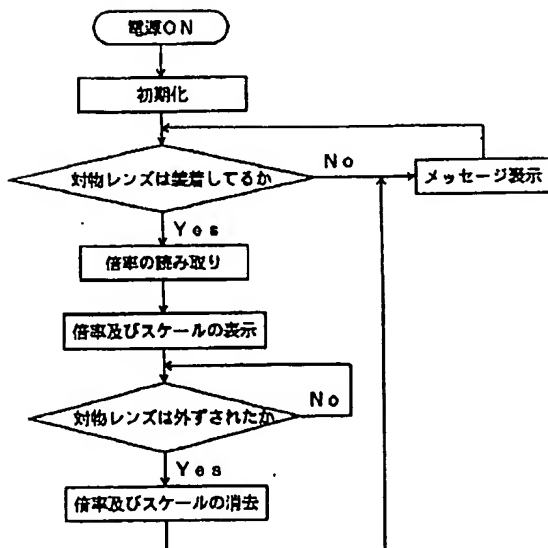 電源ON
初期化
対物レンズは装着してるか
No
メッセージ表示
Yes
倍率の読み取り
倍率及びスケールの表示
対物レンズは外ずされたか
No
Yes
倍率及びスケールの消去